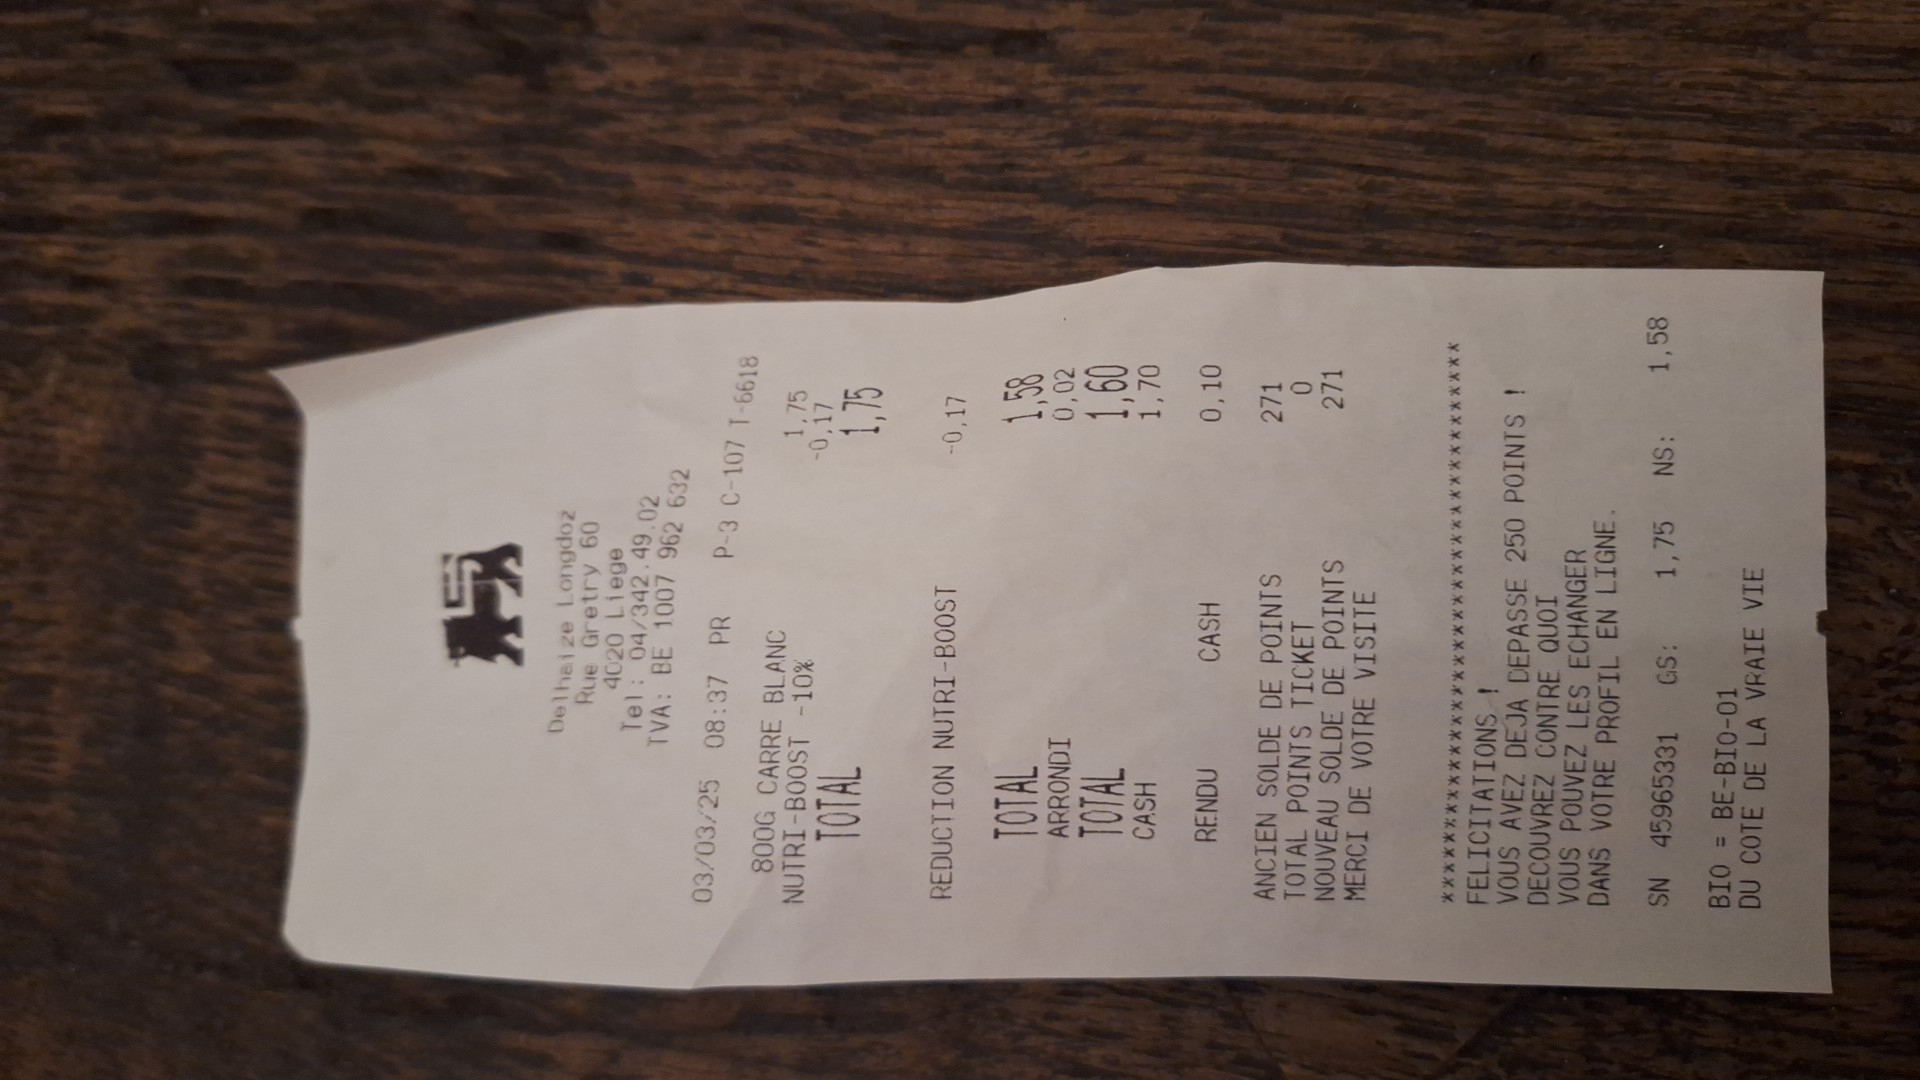 Delhaize Longdoz
Rue Gretry 60
4020 Liege
Tel: 04/342.49.02
TVA: BE 1007 962 632
03/03/25 08:37 PR P-3 C-107 T-6618
800G CARRE BLANC 1,75
NUTRI-BOOST -10% -0,17
TOTAL 1,75
REDUCTION NUTRI-BOOST -0,17
TOTAL 1,58
ARRONDI 0,02
TOTAL 1,60
CASH 1,70
RENDU CASH 0,10
ANCIEN SOLDE DE POINTS 271
TOTAL POINTS TICKET 0
NOUVEAU SOLDE DE POINTS 271
MERCI DE VOTRE VISITE
****************************************
FELICITATIONS !
VOUS AVEZ DEJA DEPASSE 250 POINTS !
DECOUVREZ CONTRE QUOI
VOUS POUVEZ LES ECHANGER
DANS VOTRE PROFIL EN LIGNE.
SN 45965331 GS: 1,75 NS: 1,58
BIO = BE-BIO-01
DU COTE DE LA VRAIE VIE